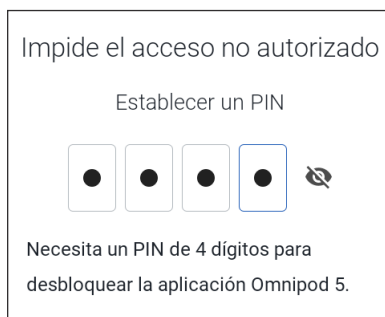 Impide el acceso no autorizado
Establecer un PIN
Necesita un PIN de 4 dígitos para
desbloquear la aplicación Omnipod 5.